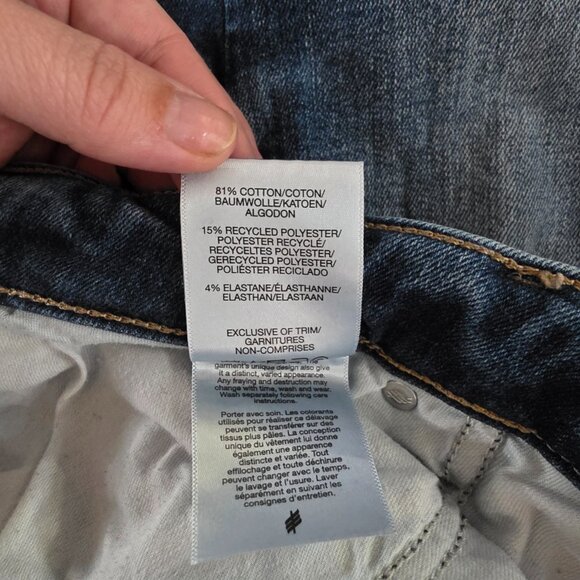 81% COTTON/COTON/
BAUMWOLLE/KATOEN/
ALGODON
15% RECYCLED POLYESTER/
POLYESTER RECYCLÉ/
RECYCELTES POLYESTER/
GERECYCLED POLYESTER/
POLIÉSTER RECICLADO
4% ELASTANE/ÉLASTHANNE/
ELASTHAN/ELASTAAN
EXCLUSIVE OF TRIM/
GARNITURES
NON-COMPRISES
garment's unique design also give
it a distinct, varied appearance.
Any fraying and destruction may
change with time, wash and wear.
Wash separately following care
instructions.
Porter avec soin. Les colorants
utilisés pour réaliser ce délavage
peuvent se transférer sur des
tissus plus pâles. La conception
unique du vêtement lui donne
également un apparence
distincte et variée. Tout
effilochage et toute déchirure
peuvent changer avec le temps,
le lavage et l'usure. Laver
séparément en suivant les
consignes d'entretien.